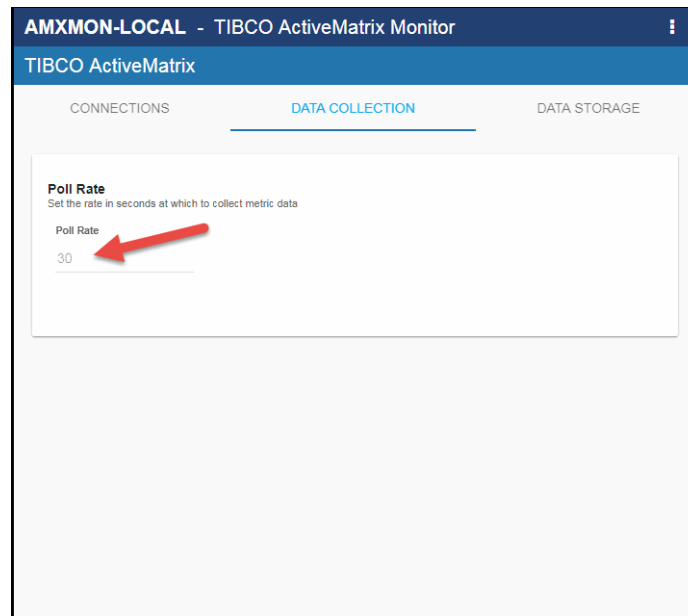 AMXMON-LOCAL - TIBCO ActiveMatrix Monitor
TIBCO ActiveMatrix
CONNECTIONS DATA COLLECTION DATA STORAGE
Poll Rate
Set the rate in seconds at which to collect metric data
Poll Rate
30